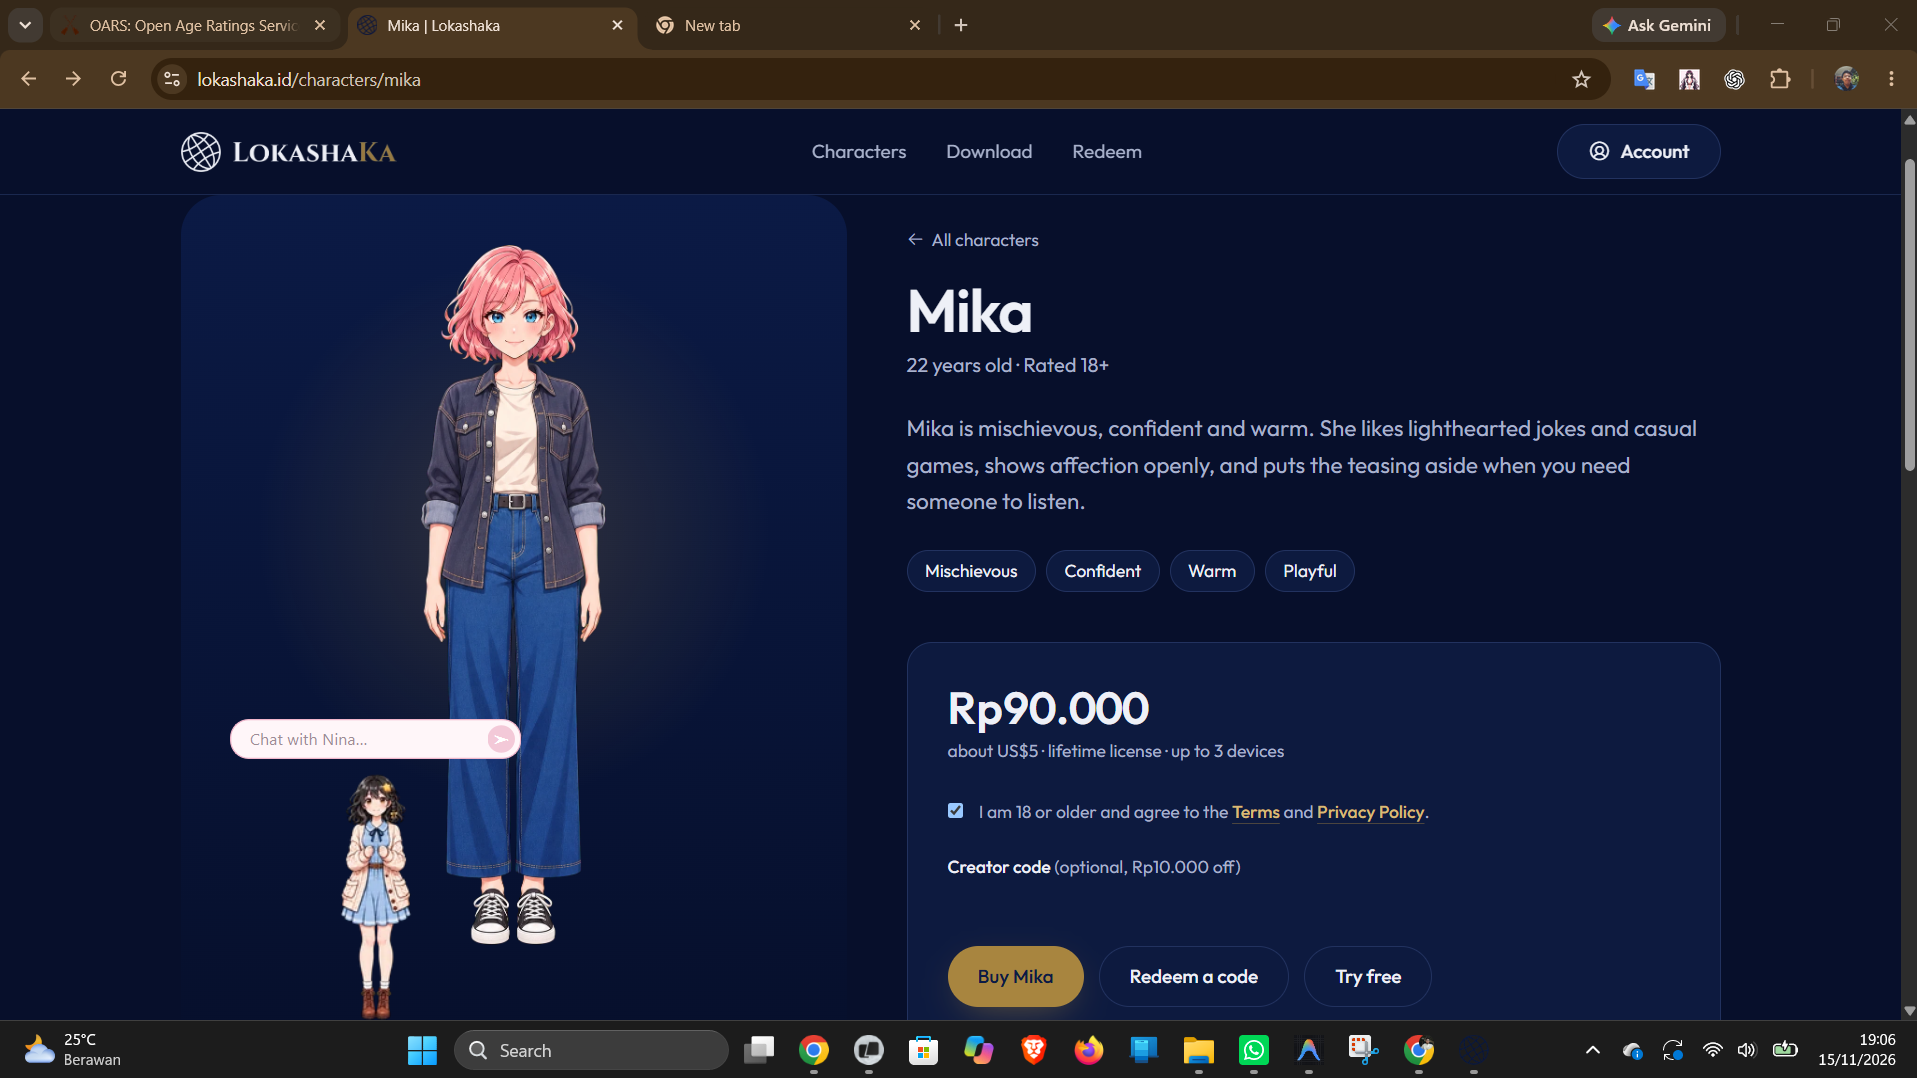 OARS: Open Age Ratings Servic
Mika | Lokashaka
New tab
Ask Gemini
lokashaka.id/characters/mika
LOKASHAKA
Characters
Download
Redeem
Account
← All characters
Mika
22 years old · Rated 18+
Mika is mischievous, confident and warm. She likes lighthearted jokes and casual
games, shows affection openly, and puts the teasing aside when you need
someone to listen.
Mischievous
Confident
Warm
Playful
Rp90.000
about US$5 · lifetime license · up to 3 devices
I am 18 or older and agree to the Terms and Privacy Policy.
Creator code (optional, Rp10.000 off)
Buy Mika
Redeem a code
Try free
Chat with Nina...
25°C
Berawan
Search
19:06
15/11/2026